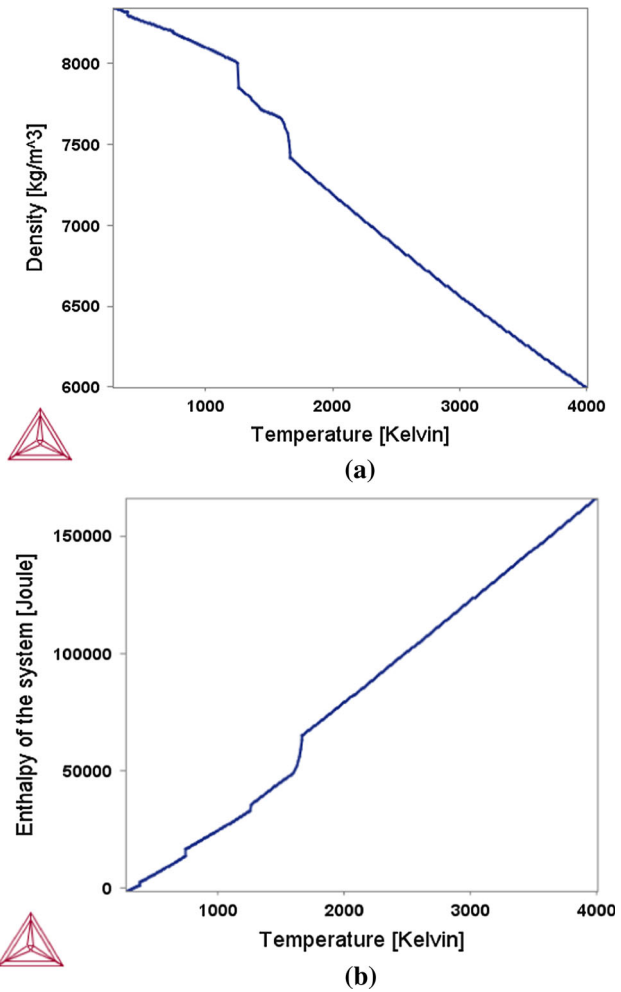 8000
7500
7000
6500
6000
Density [kg/m^3]
1000 2000 3000 4000
Temperature [Kelvin]
(a)
150000
100000
50000
0
Enthalpy of the system [Joule]
1000 2000 3000 4000
Temperature [Kelvin]
(b)